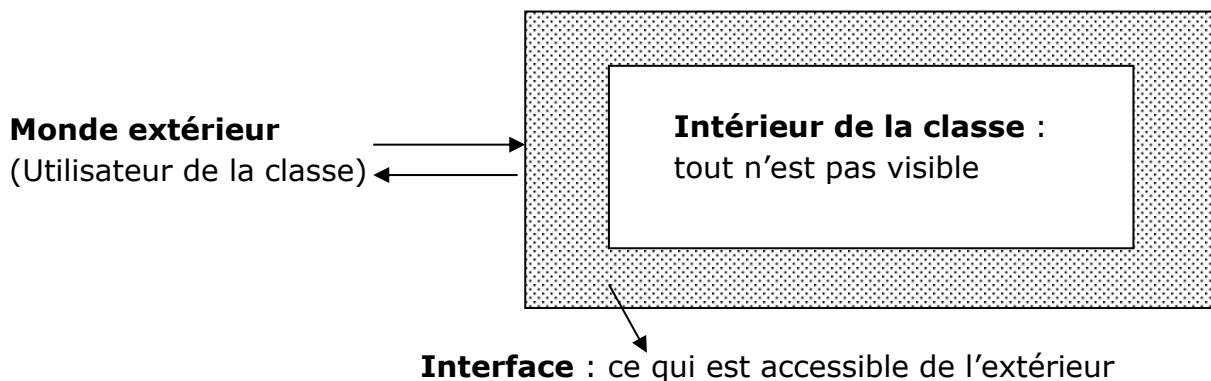 Monde extérieur
(Utilisateur de la classe)
Intérieur de la classe :
tout n’est pas visible
Interface : ce qui est accessible de l’extérieur